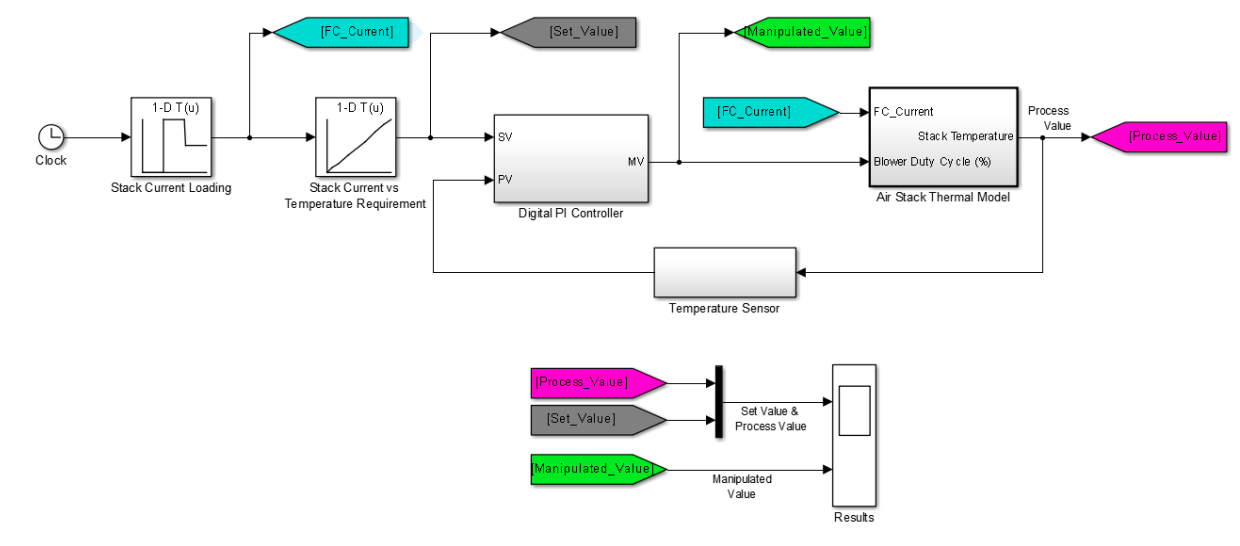 [FC_Current]
[Set_Value]
[Manipulated_Value]
1-D T(u)
1-D T(u)
[FC_Current]
FC_Current
Process
Value
[Process_Value]
Stack Temperature
SV
Clock
MV
Blower Duty Cycle (%)
PV
Stack Current Loading
Stack Current vs
Temperature Requirement
Digital PI Controller
Air Stack Thermal Model
Temperature Sensor
[Process_Value]
[Set_Value]
Set Value &
Process Value
[Manipulated_Value]
Manipulated
Value
Results